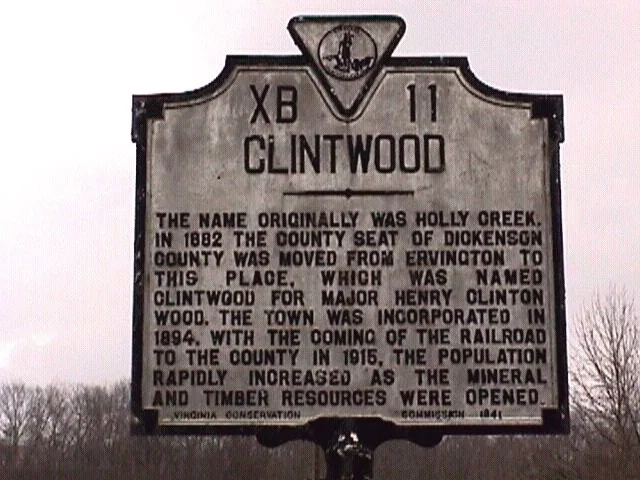 XB 11
CLINTWOOD
THE NAME ORIGINALLY WAS HOLLY CREEK.
IN 1882 THE COUNTY SEAT OF DICKENSON
COUNTY WAS MOVED FROM ERVINGTON TO
THIS PLACE, WHICH WAS NAMED
CLINTWOOD FOR MAJOR HENRY CLINTON
WOOD. THE TOWN WAS INCORPORATED IN
1894. WITH THE COMING OF THE RAILROAD
TO THE COUNTY IN 1915, THE POPULATION
RAPIDLY INCREASED AS THE MINERAL
AND TIMBER RESOURCES WERE OPENED.
VIRGINIA CONSERVATION COMMISSION 1941